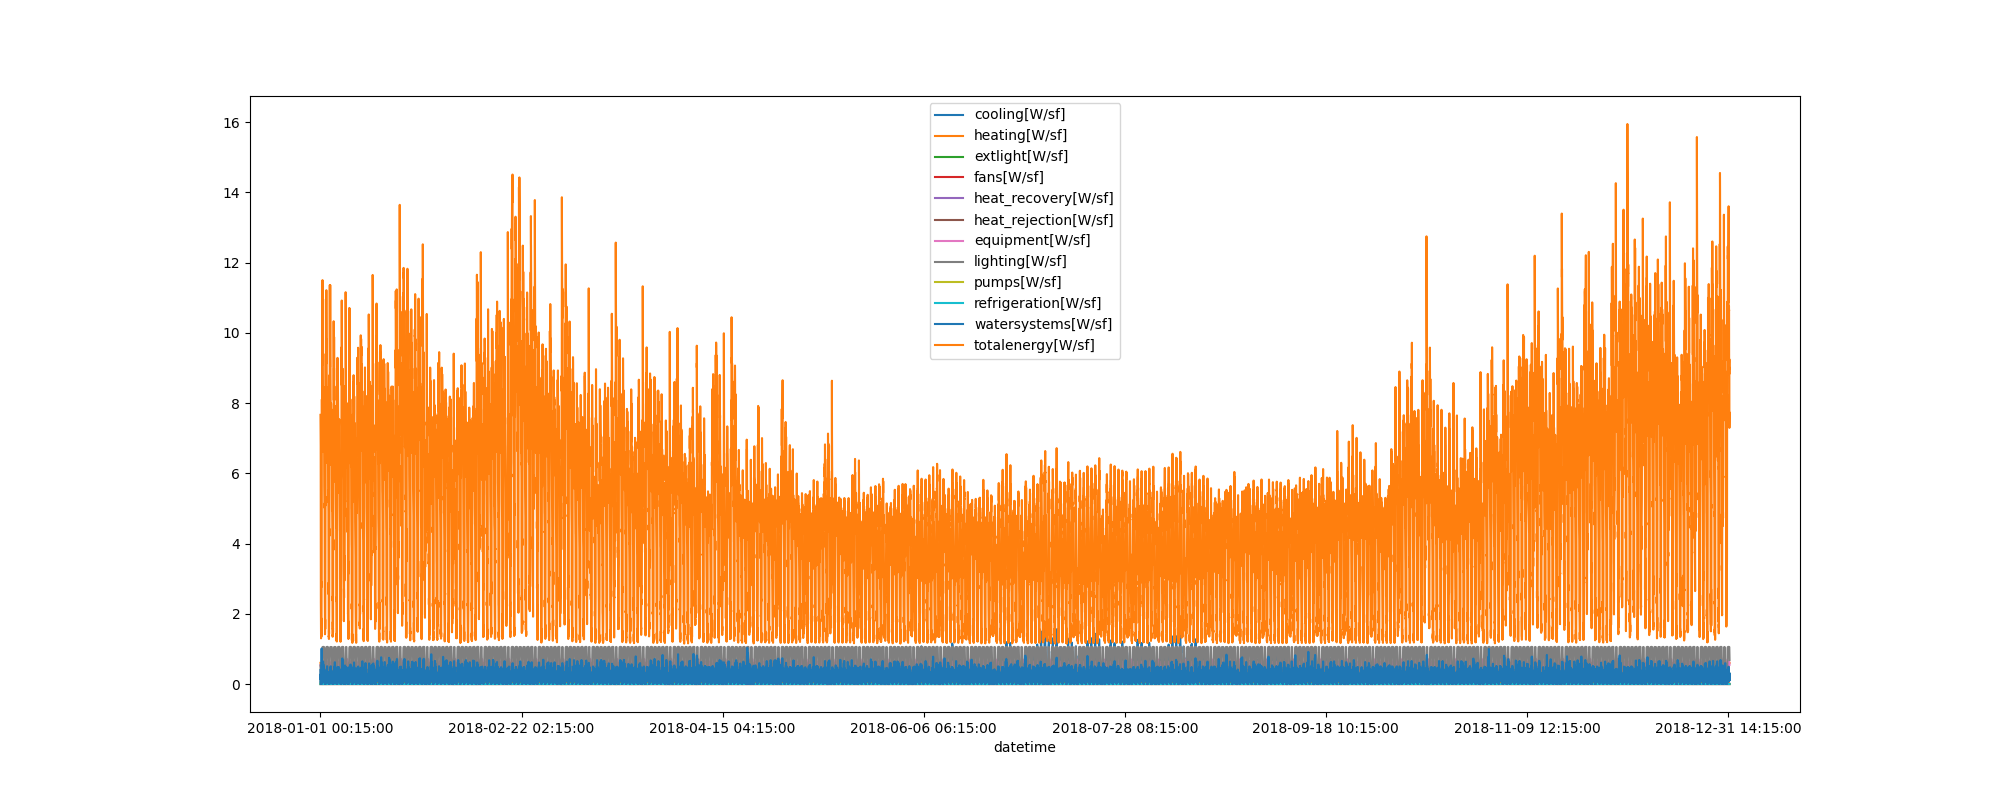 16
14
12
10
8
6
4
2
0
cooling[W/sf]
heating[W/sf]
extlight[W/sf]
fans[W/sf]
heat_recovery[W/sf]
heat_rejection[W/sf]
equipment[W/sf]
lighting[W/sf]
pumps[W/sf]
refrigeration[W/sf]
watersystems[W/sf]
totalenergy[W/sf]
2018-01-01 00:15:00 2018-02-22 02:15:00 2018-04-15 04:15:00 2018-06-06 06:15:00 2018-07-28 08:15:00 2018-09-18 10:15:00 2018-11-09 12:15:00 2018-12-31 14:15:00
datetime